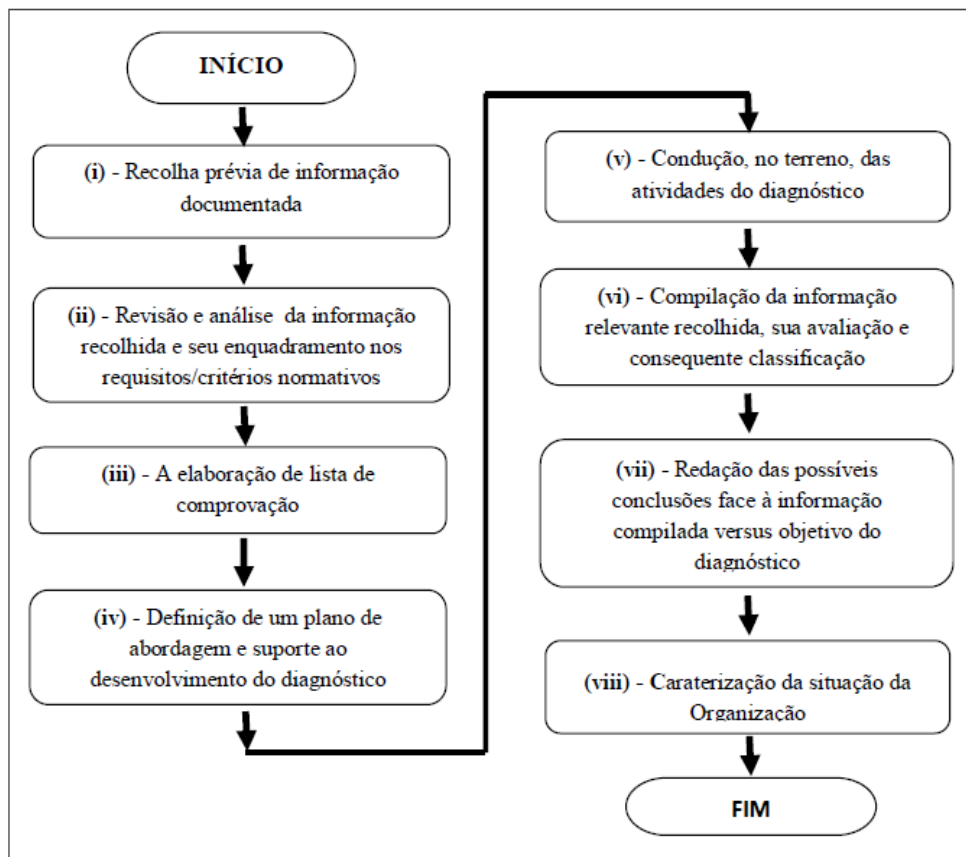 INÍCIO
(i) - Recolha prévia de informação
documentada
(ii) - Revisão e análise da informação
recolhida e seu enquadramento nos
requisitos/critérios normativos
(iii) - A elaboração de lista de
comprovação
(iv) - Definição de um plano de
abordagem e suporte ao
desenvolvimento do diagnóstico
(v) - Condução, no terreno, das
atividades do diagnóstico
(vi) - Compilação da informação
relevante recolhida, sua avaliação e
consequente classificação
(vii) - Redação das possíveis
conclusões face à informação
compilada versus objetivo do
diagnóstico
(viii) - Caraterização da situação da
Organização
FIM